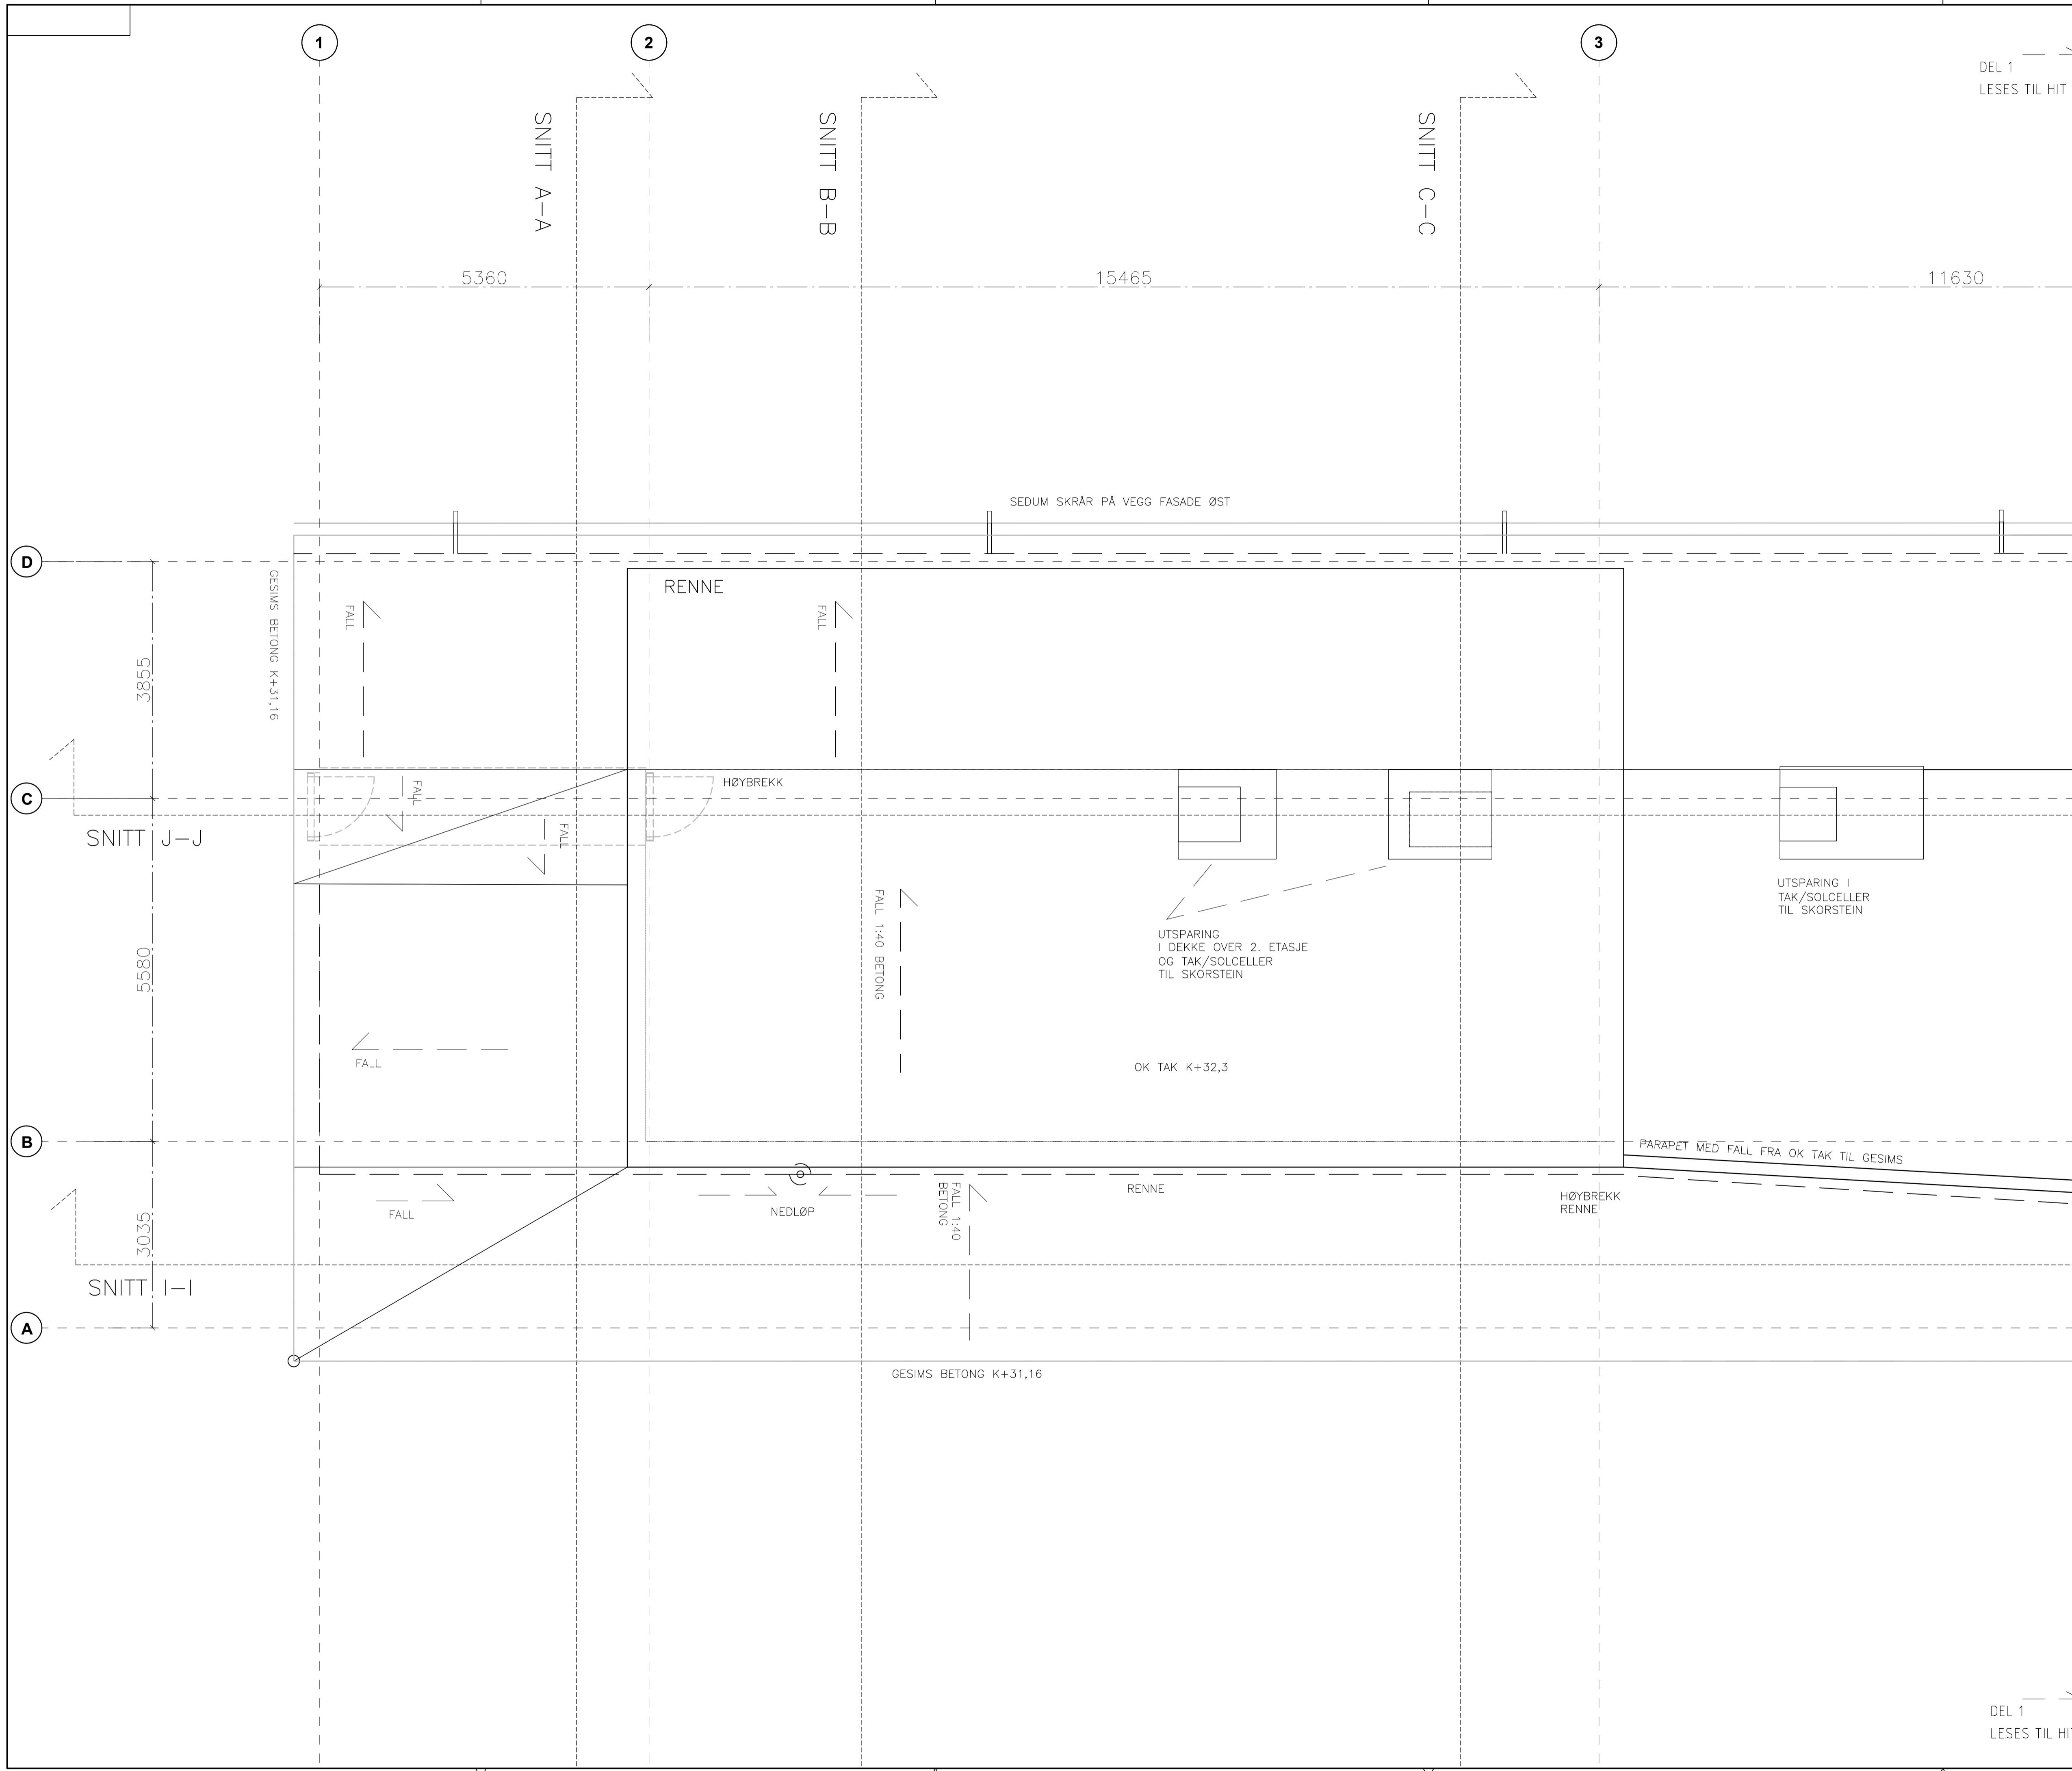 1
2
3
DEL 1
LESES TIL HIT
SNITT A-A
SNITT B-B
SNITT C-C
5360
15465
11630
SEDUM SKRÅR PÅ VEGG FASADE ØST
D
GESIMS BETONG K+31,16
RENNE
FALL
FALL
3855
HØYBREKK
FALL
C
FALL
SNITT J-J
UTSPARING I
TAK/SOLCELLER
TIL SKORSTEIN
FALL 1:40 BETONG
UTSPARING
I DEKKE OVER 2. ETASJE
OG TAK/SOLCELLER
TIL SKORSTEIN
5580
FALL
OK TAK K+32,3
B
PARAPET MED FALL FRA OK TAK TIL GESIMS
RENNE
FALL 1:40
BETONG
HØYBREKK
RENNE
FALL
NEDLØP
3035
SNITT I-I
A
GESIMS BETONG K+31,16
DEL 1
LESES TIL HIT